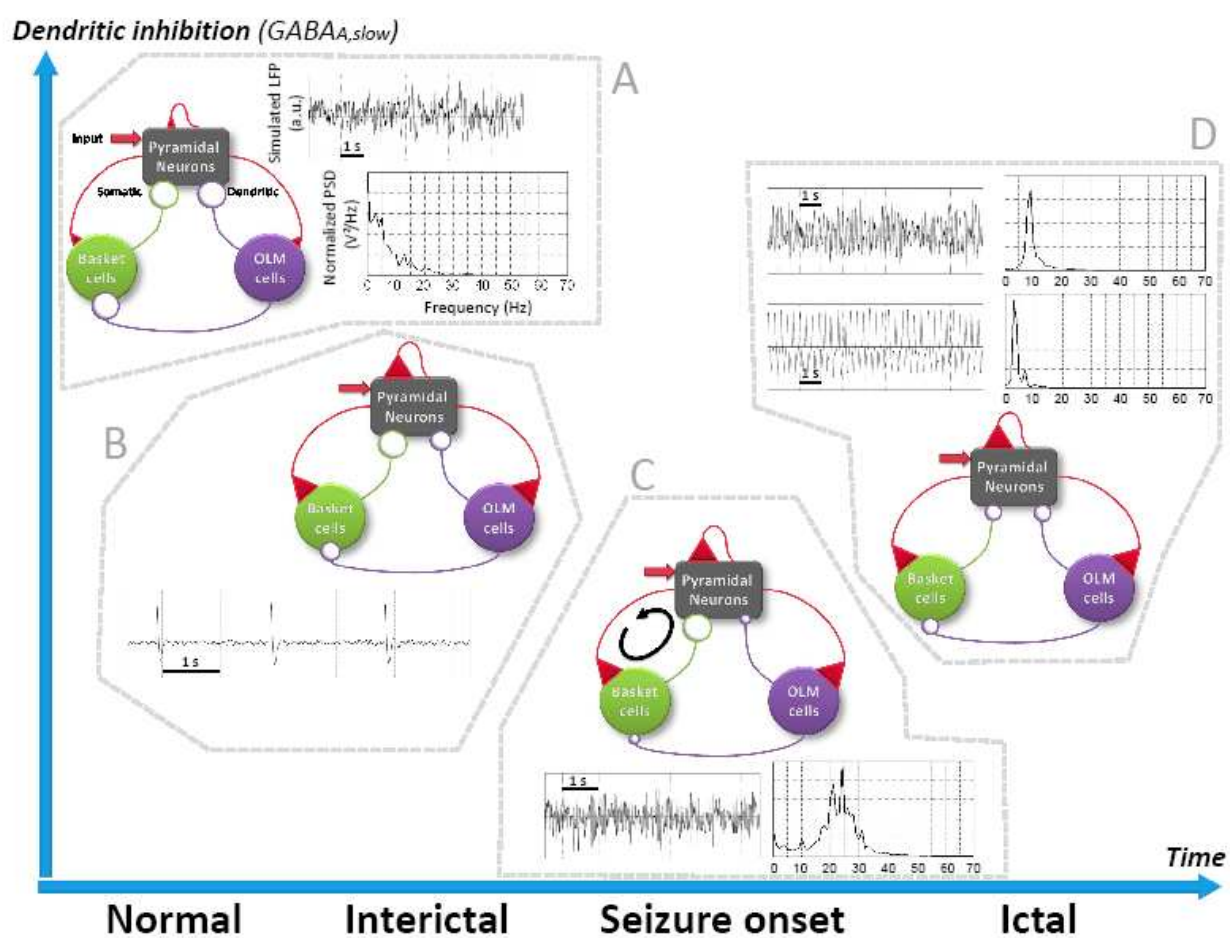 Dendritic inhibition (GABAA,slow)
A
Simulated LFP
(a.u.)
1 s
Input
Pyramidal
Neurons
Somatic
Dendritic
Basket
cells
OLM
cells
Normalized PSD
(V²/Hz)
0 10 20 30 40 50 60 70
Frequency (Hz)
B
Pyramidal
Neurons
Basket
cells
OLM
cells
1 s
C
Pyramidal
Neurons
Basket
cells
OLM
cells
1 s
0 10 20 30 40 50 60 70
D
1 s
0 10 20 30 40 50 60 70
1 s
0 10 20 30 40 50 60 70
Pyramidal
Neurons
Basket
cells
OLM
cells
Time
Normal
Interictal
Seizure onset
Ictal